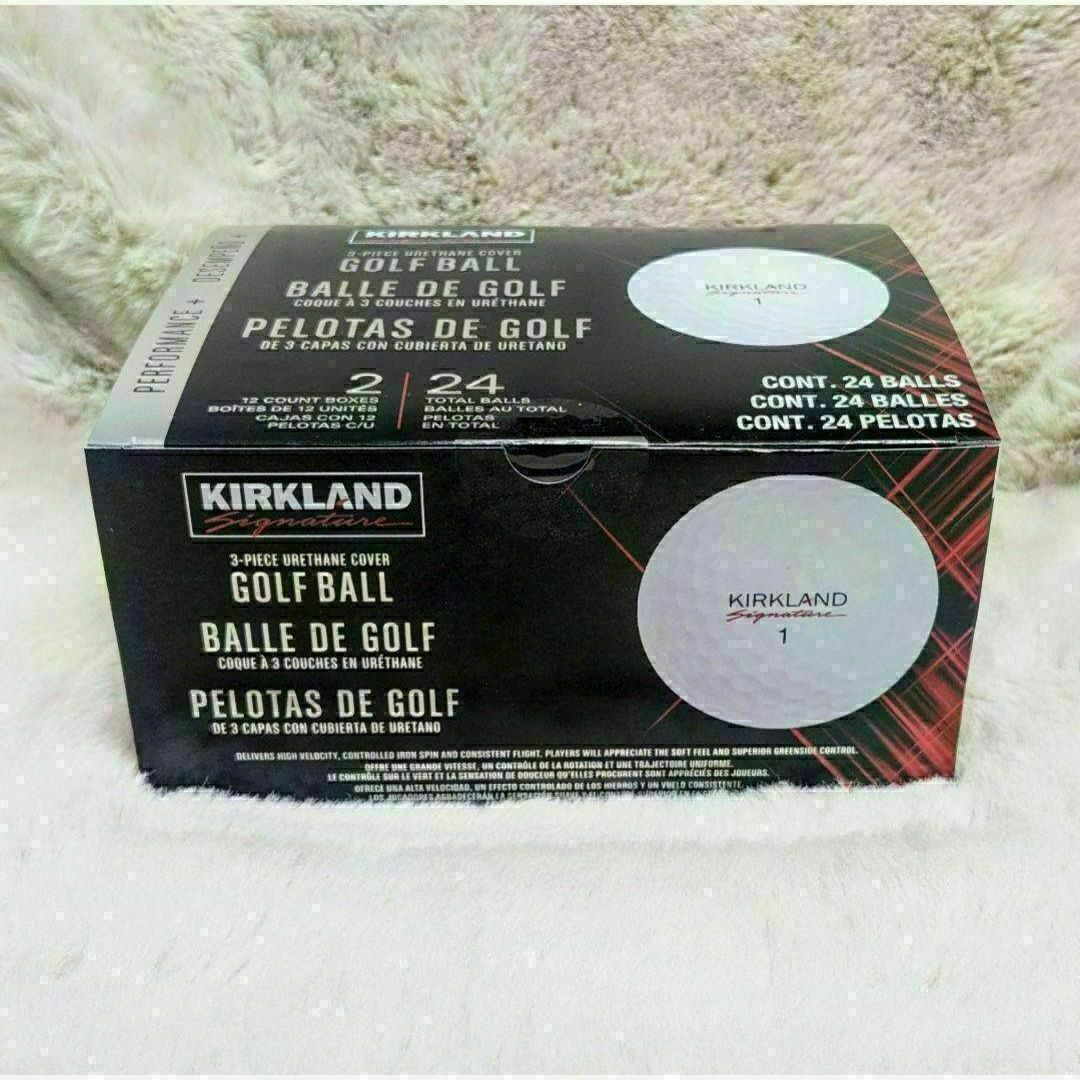 PERFORMANCE +
DESEMPEÑO +
KIRKLAND
Signature
3-PIECE URETHANE COVER
GOLF BALL
BALLE DE GOLF
COQUE À 3 COUCHES EN URÉTHANE
PELOTAS DE GOLF
DE 3 CAPAS CON CUBIERTA DE URETANO
2
12 COUNT BOXES
BOÎTES DE 12 UNITÉS
CAJAS CON 12
PELOTAS C/U
24
TOTAL BALLS
BALLES AU TOTAL
PELOTAS
EN TOTAL
KIRKLAND
Signature
1
CONT. 24 BALLS
CONT. 24 BALLES
CONT. 24 PELOTAS
KIRKLAND
Signature
3-PIECE URETHANE COVER
GOLF BALL
BALLE DE GOLF
COQUE À 3 COUCHES EN URÉTHANE
PELOTAS DE GOLF
DE 3 CAPAS CON CUBIERTA DE URETANO
KIRKLAND
Signature
1
DELIVERS HIGH VELOCITY, CONTROLLED IRON SPIN AND CONSISTENT FLIGHT. PLAYERS WILL APPRECIATE THE SOFT FEEL AND SUPERIOR GREENSIDE CONTROL.
OFFRE UNE GRANDE VITESSE, UN CONTRÔLE DE LA ROTATION ET UNE TRAJECTOIRE UNIFORME.
LE CONTRÔLE SUR LE VERT ET LA SENSATION DE DOUCEUR QU'ELLES PROCURENT SONT APPRÉCIÉS DES JOUEURS.
OFRECE UNA ALTA VELOCIDAD, UN EFECTO CONTROLADO DE LOS HIERROS Y UN VUELO CONSISTENTE.
LOS JUGADORES AGRADECERÁN LA